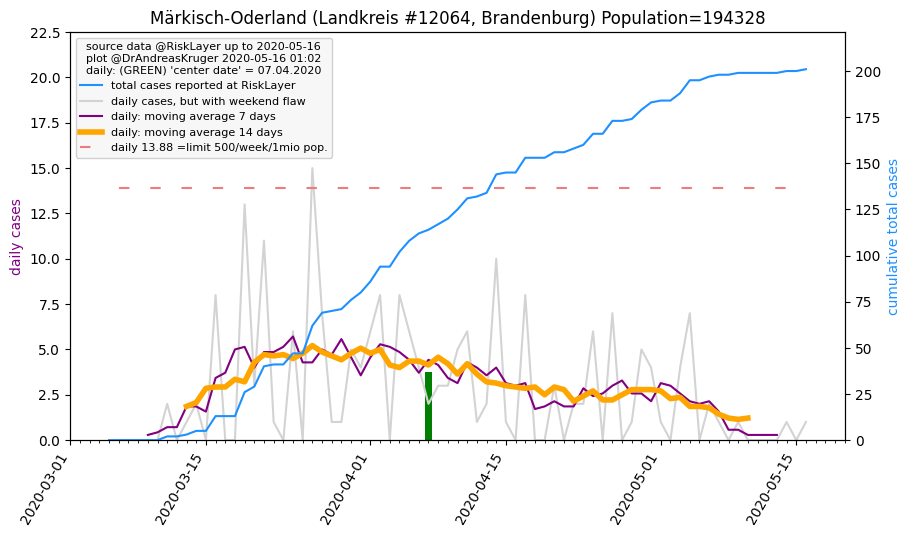 Märkisch-Oderland (Landkreis #12064, Brandenburg) Population=194328
source data @RiskLayer up to 2020-05-16
plot @DrAndreasKruger 2020-05-16 01:02
daily: (GREEN) 'center date' = 07.04.2020
total cases reported at RiskLayer
daily cases, but with weekend flaw
daily: moving average 7 days
daily: moving average 14 days
daily 13.88 =limit 500/week/1mio pop.
daily cases
22.5
20.0
17.5
15.0
12.5
10.0
7.5
5.0
2.5
0.0
200
175
150
125
100
75
50
25
0
cumulative total cases
2020-03-01
2020-03-15
2020-04-01
2020-04-15
2020-05-01
2020-05-15